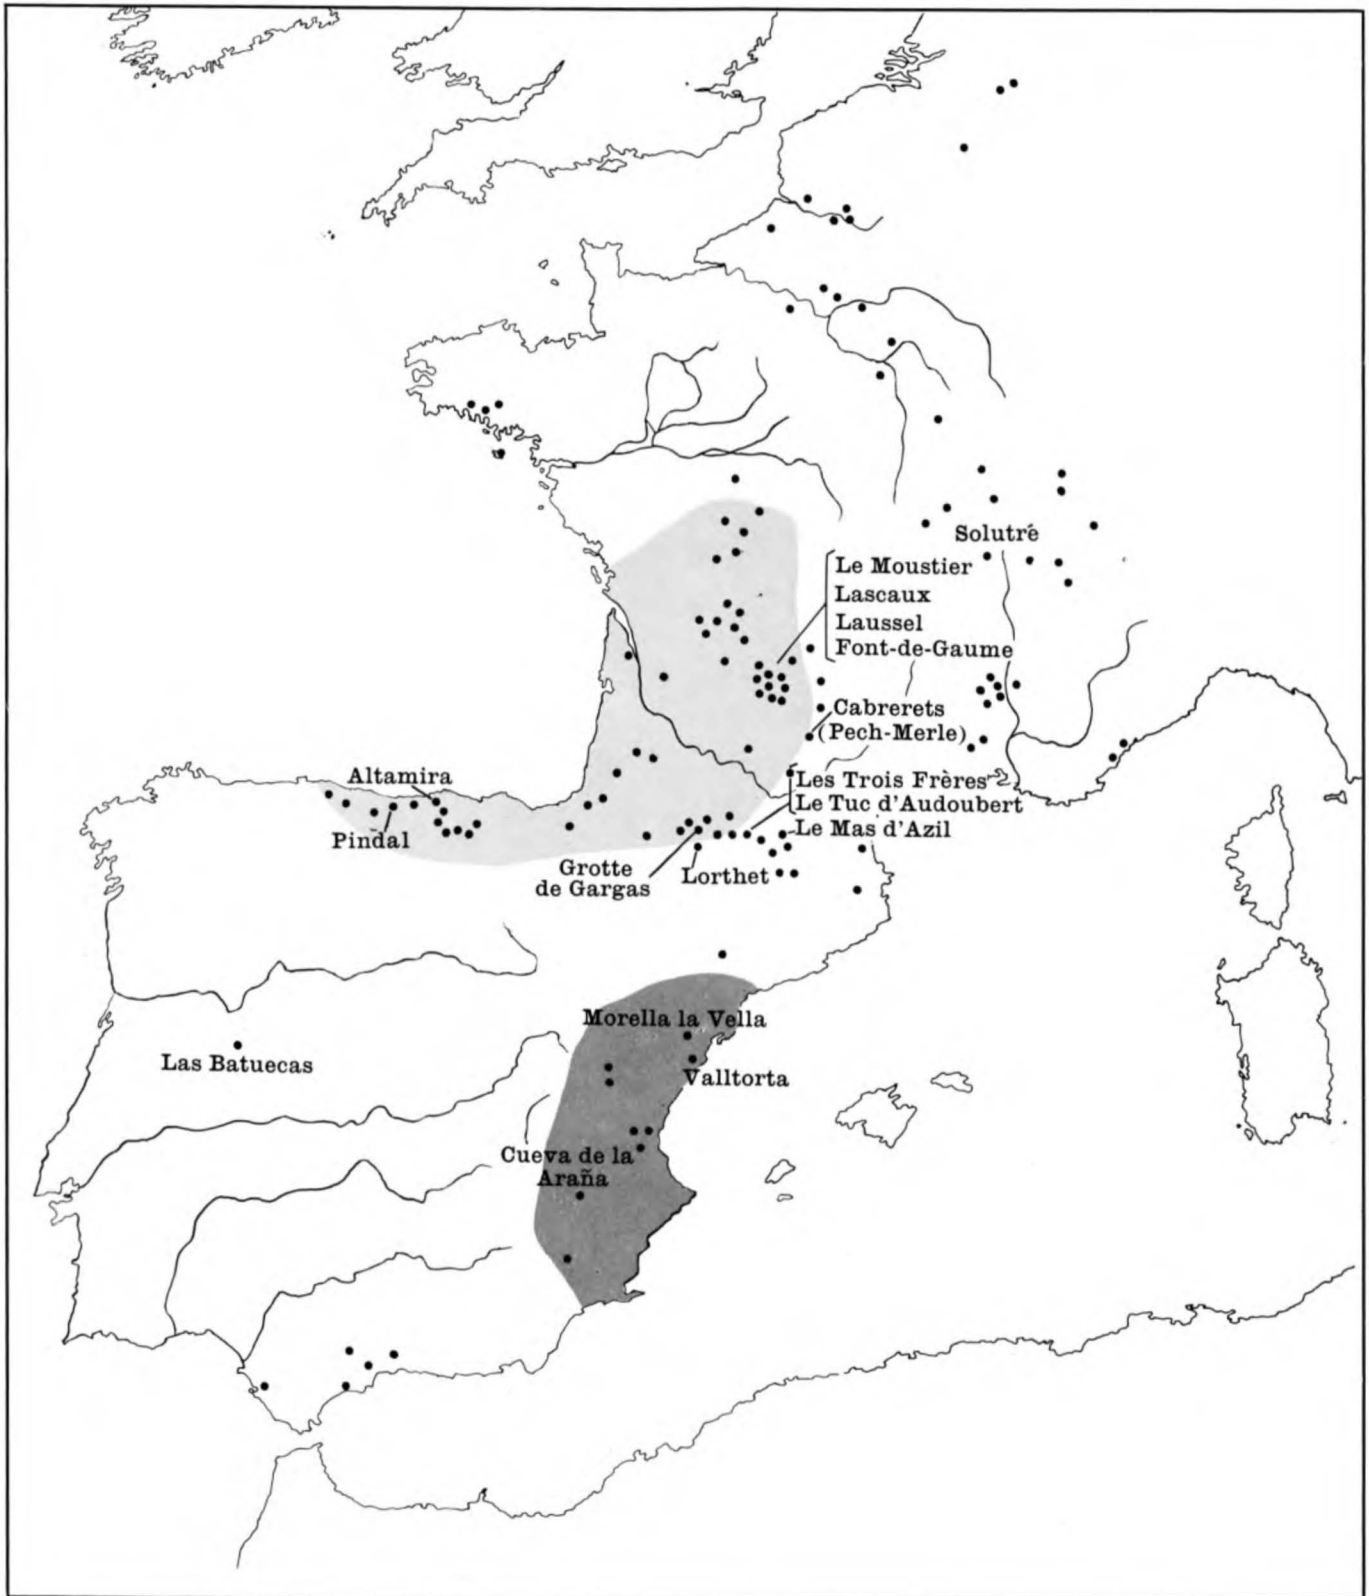 Solutré
Le Moustier
Lascaux
Laussel
Font-de-Gaume
Cabrerets
(Pech-Merle)
Altamira
Pindal
Les Trois Frères
Le Tuc d'Audoubert
Le Mas d'Azil
Grotte
de Gargas
Lorthet
Morella la Vella
Las Batuecas
Valltorta
Cueva de la
Araña